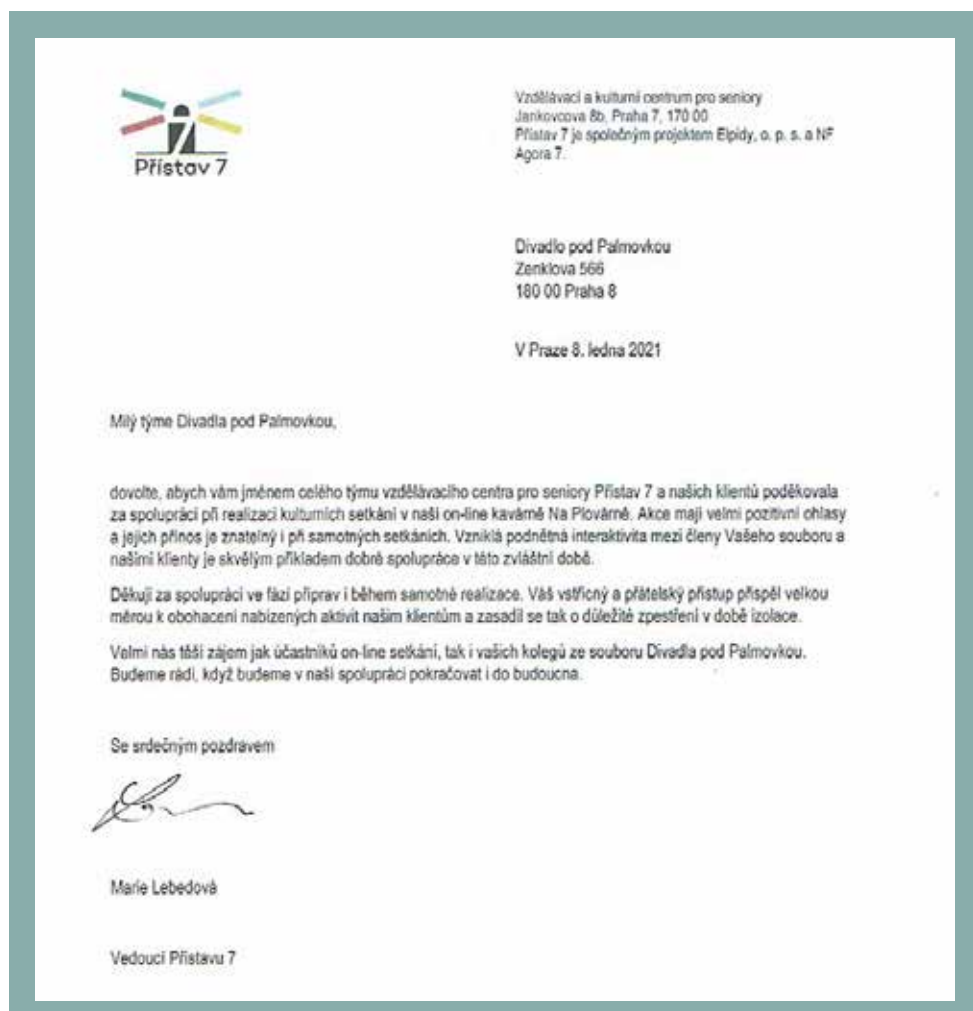 Přístav 7
Vzdělávací a kulturní centrum pro seniory
Jankovcova 8b, Praha 7, 170 00
Přístav 7 je společným projektem Elpidy, o. p. s. a NF
Agora 7.
Divadlo pod Palmovkou
Zenklova 566
180 00 Praha 8
V Praze 8. ledna 2021
Milý týme Divadla pod Palmovkou,
dovolte, abych vám jménem celého týmu vzdělávacího centra pro seniory Přístav 7 a našich klientů poděkovala
za spolupráci při realizaci kulturních setkání v naší on-line kavárně Na Plovárně. Akce mají velmi pozitivní ohlasy
a jejich přínos je znatelný i při samotných setkáních. Vzniklá podnětná interaktivita mezi členy Vašeho souboru a
našimi klienty je skvělým příkladem dobré spolupráce v této zvláštní době.
Děkuji za spolupráci ve fázi příprav i během samotné realizace. Váš vstřícný a přátelský přístup přispěl velkou
měrou k obohacení nabízených aktivit našim klientům a zasadil se tak o důležité zpestření v době izolace.
Velmi nás těší zájem jak účastníků on-line setkání, tak i vašich kolegů ze souboru Divadla pod Palmovkou.
Budeme rádi, když budeme v naší spolupráci pokračovat i do budoucna.
Se srdečným pozdravem
Marie Lebedová
Vedoucí Přístavu 7